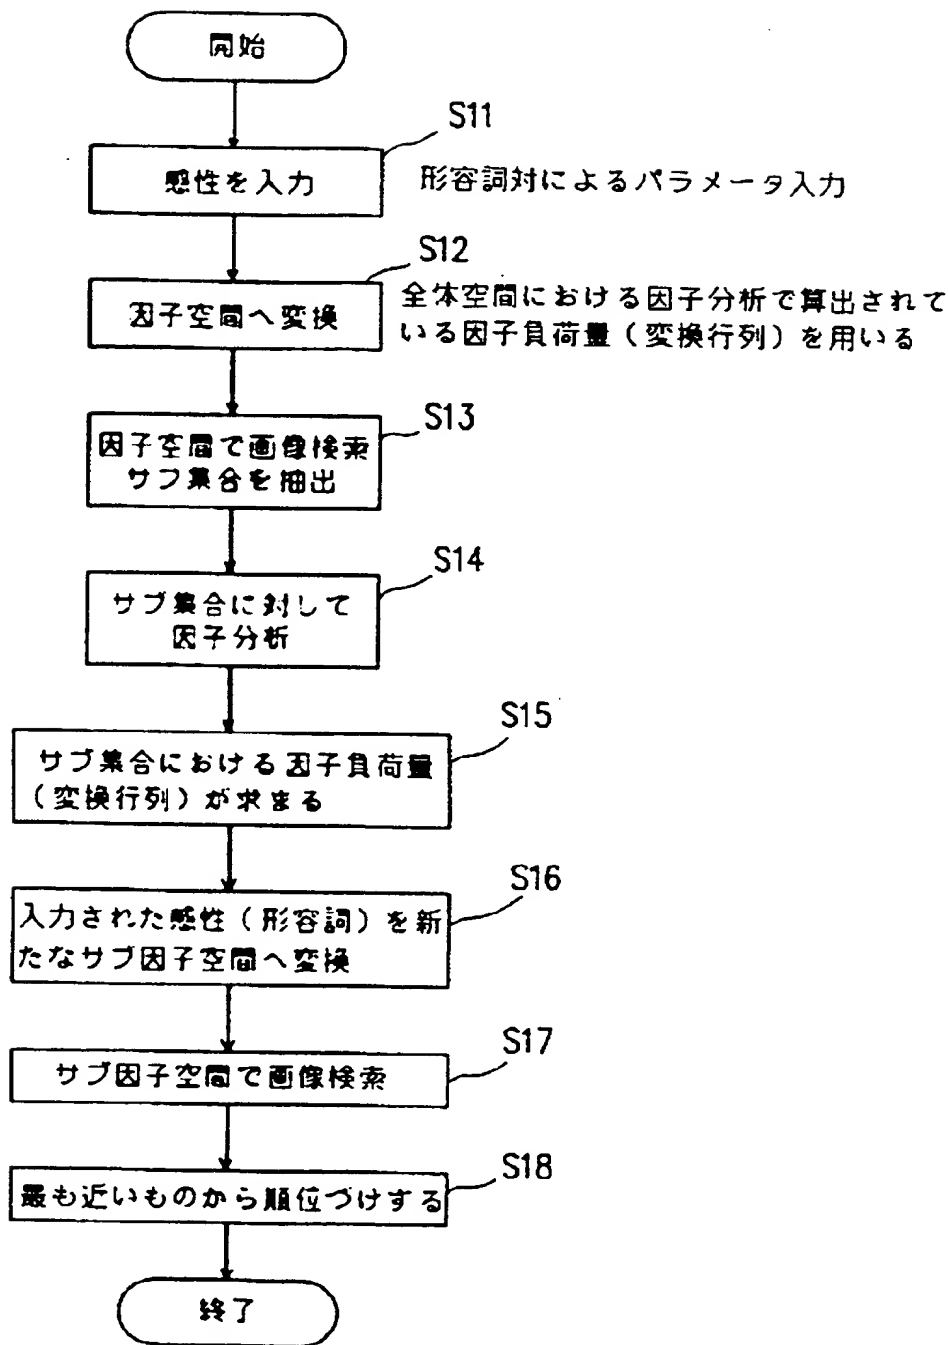 開始
S11
感性を入力
形容詞対によるパラメータ入力
S12
因子空間へ変換
全体空間における因子分析で算出されて
いる因子負荷量(変換行列)を用いる
S13
因子空間で画像検索
サブ集合を抽出
S14
サブ集合に対して
因子分析
S15
サブ集合における因子負荷量
(変換行列)が求まる
S16
入力された感性(形容詞)を新
たなサブ因子空間へ変換
S17
サブ因子空間で画像検索
S18
最も近いものから順位づけする
終了